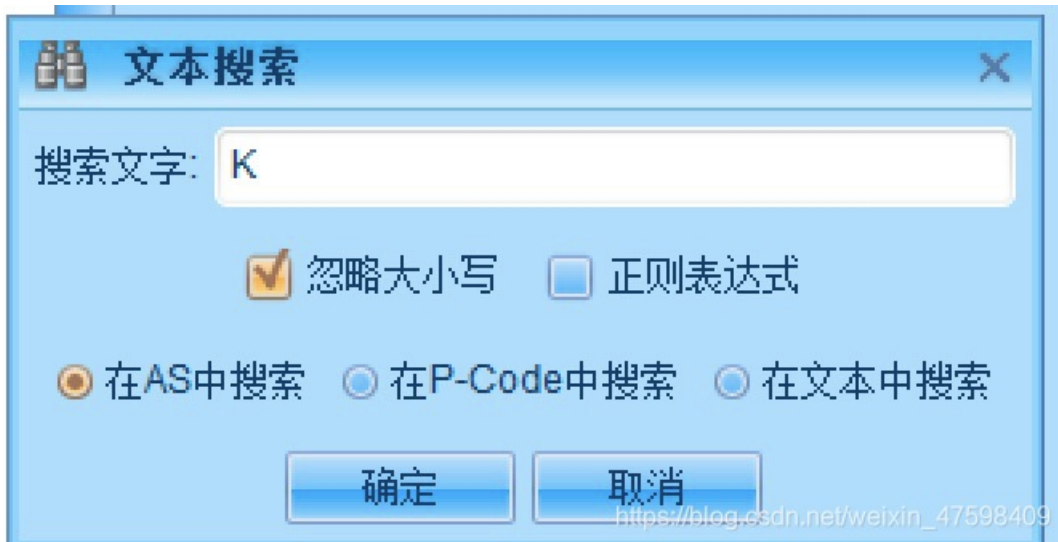 文本搜索
搜索文字: K
忽略大小写 正则表达式
在AS中搜索 在P-Code中搜索 在文本中搜索
确定 取消
https://blog.csdn.net/weixin_47598409